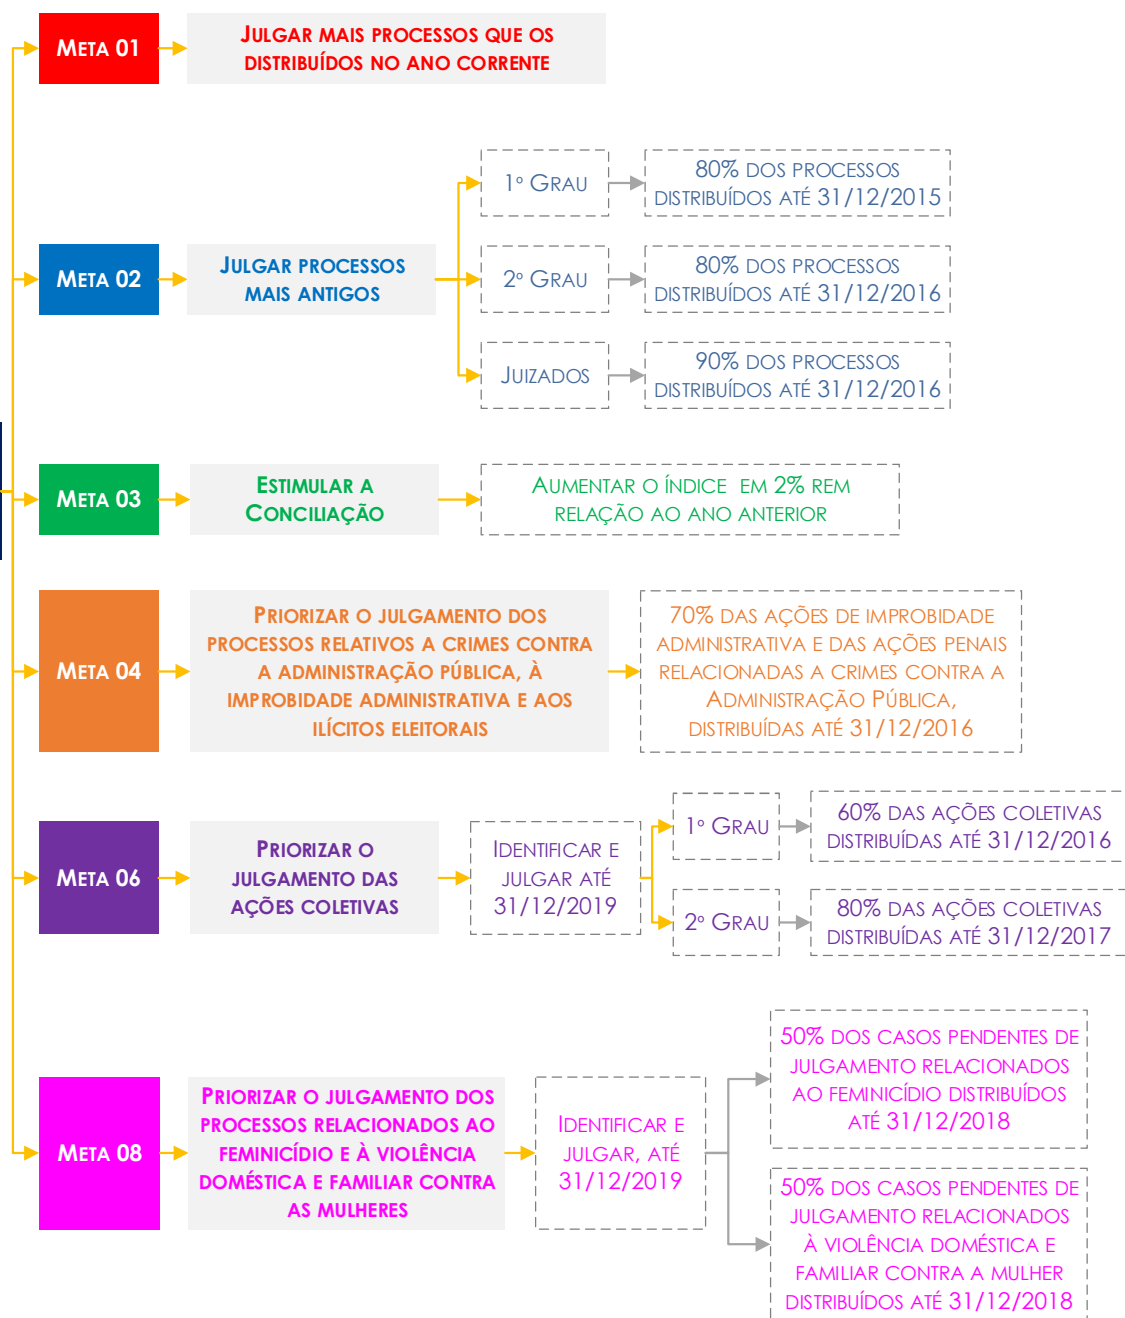 META 01
JULGAR MAIS PROCESSOS QUE OS
DISTRIBUÍDOS NO ANO CORRENTE
META 02
JULGAR PROCESSOS
MAIS ANTIGOS
1º GRAU
80% DOS PROCESSOS
DISTRIBUÍDOS ATÉ 31/12/2015
2º GRAU
80% DOS PROCESSOS
DISTRIBUÍDOS ATÉ 31/12/2016
JUIZADOS
90% DOS PROCESSOS
DISTRIBUÍDOS ATÉ 31/12/2016
META 03
ESTIMULAR A
CONCILIAÇÃO
AUMENTAR O ÍNDICE EM 2% REM
RELAÇÃO AO ANO ANTERIOR
META 04
PRIORIZAR O JULGAMENTO DOS
PROCESSOS RELATIVOS A CRIMES CONTRA
A ADMINISTRAÇÃO PÚBLICA, À
IMPROBIDADE ADMINISTRATIVA E AOS
ILÍCITOS ELEITORAIS
70% DAS AÇÕES DE IMPROBIDADE
ADMINISTRATIVA E DAS AÇÕES PENAIS
RELACIONADAS A CRIMES CONTRA A
ADMINISTRAÇÃO PÚBLICA,
DISTRIBUÍDAS ATÉ 31/12/2016
META 06
PRIORIZAR O
JULGAMENTO DAS
AÇÕES COLETIVAS
IDENTIFICAR E
JULGAR ATÉ
31/12/2019
1º GRAU
60% DAS AÇÕES COLETIVAS
DISTRIBUÍDAS ATÉ 31/12/2016
2º GRAU
80% DAS AÇÕES COLETIVAS
DISTRIBUÍDAS ATÉ 31/12/2017
META 08
PRIORIZAR O JULGAMENTO DOS
PROCESSOS RELACIONADOS AO
FEMINICÍDIO E À VIOLÊNCIA
DOMÉSTICA E FAMILIAR CONTRA
AS MULHERES
IDENTIFICAR E
JULGAR, ATÉ
31/12/2019
50% DOS CASOS PENDENTES DE
JULGAMENTO RELACIONADOS
AO FEMINICÍDIO DISTRIBUÍDOS
ATÉ 31/12/2018
50% DOS CASOS PENDENTES DE
JULGAMENTO RELACIONADOS
À VIOLÊNCIA DOMÉSTICA E
FAMILIAR CONTRA A MULHER
DISTRIBUÍDOS ATÉ 31/12/2018